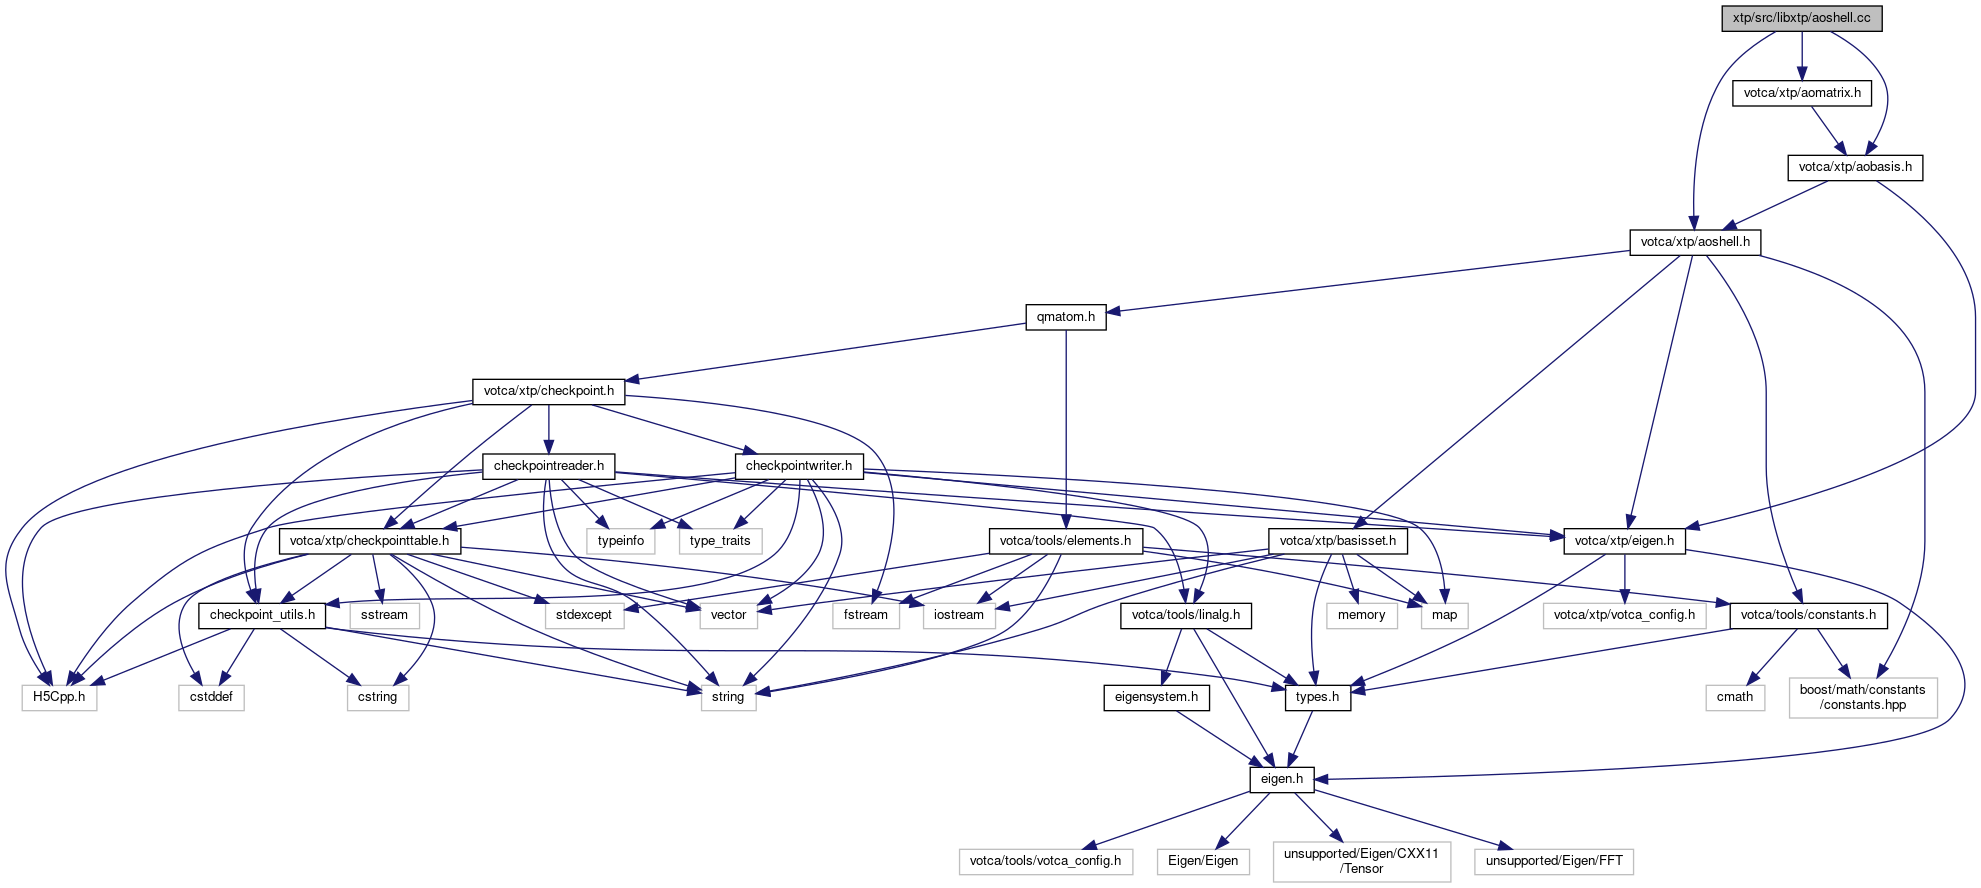 xtp/src/libxtp/aoshell.cc
votca/xtp/aomatrix.h
votca/xtp/aobasis.h
votca/xtp/aoshell.h
qmatom.h
votca/xtp/checkpoint.h
checkpointreader.h
checkpointwriter.h
votca/xtp/checkpointtable.h
typeinfo
type_traits
votca/tools/elements.h
votca/xtp/basisset.h
votca/xtp/eigen.h
checkpoint_utils.h
sstream
stdexcept
vector
fstream
iostream
votca/tools/linalg.h
memory
map
votca/xtp/votca_config.h
votca/tools/constants.h
H5Cpp.h
cstddef
cstring
string
eigensystem.h
types.h
cmath
boost/math/constants
/constants.hpp
eigen.h
votca/tools/votca_config.h
Eigen/Eigen
unsupported/Eigen/CXX11
/Tensor
unsupported/Eigen/FFT